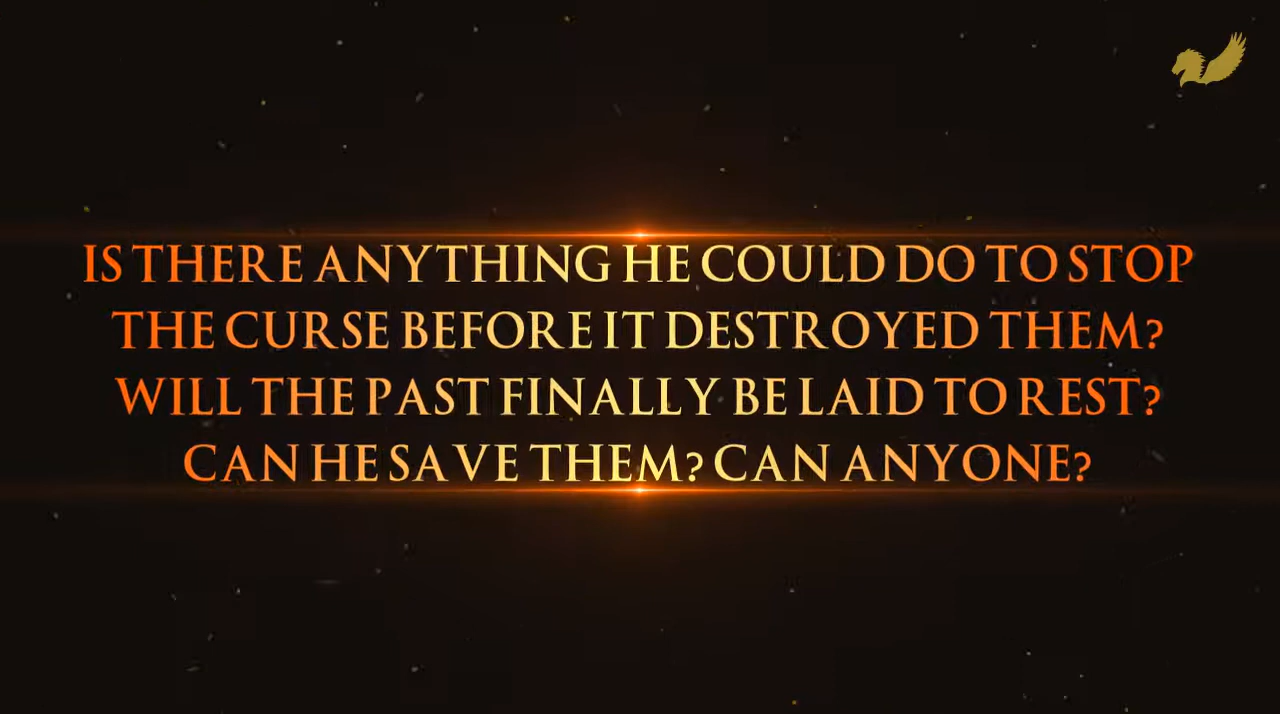 IS THERE ANYTHING HE COULD DO TO STOP
THE CURSE BEFORE IT DESTROYED THEM?
WILL THE PAST FINALLY BE LAID TO REST?
CAN HE SAVE THEM? CAN ANYONE?